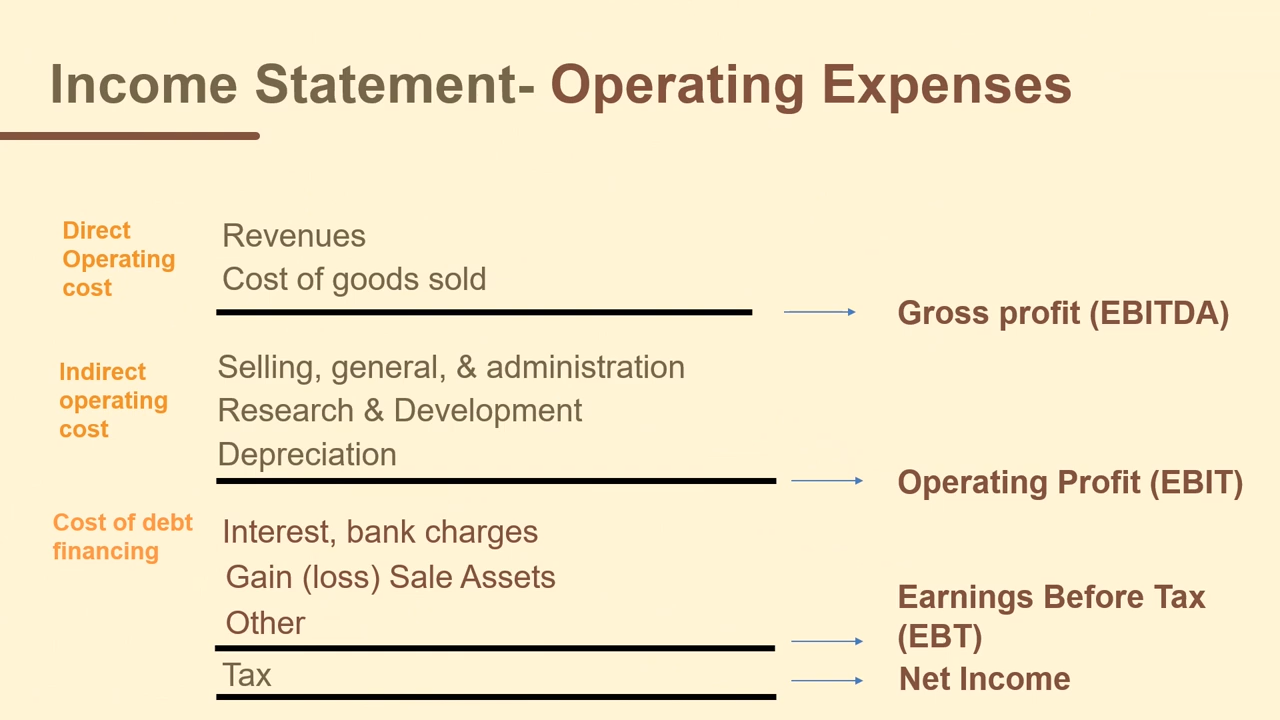 Income Statement- Operating Expenses
Direct
Operating
cost
Revenues
Cost of goods sold
Gross profit (EBITDA)
Indirect
operating
cost
Selling, general, & administration
Research & Development
Depreciation
Operating Profit (EBIT)
Cost of debt
financing
Interest, bank charges
Gain (loss) Sale Assets
Other
Earnings Before Tax
(EBT)
Tax
Net Income